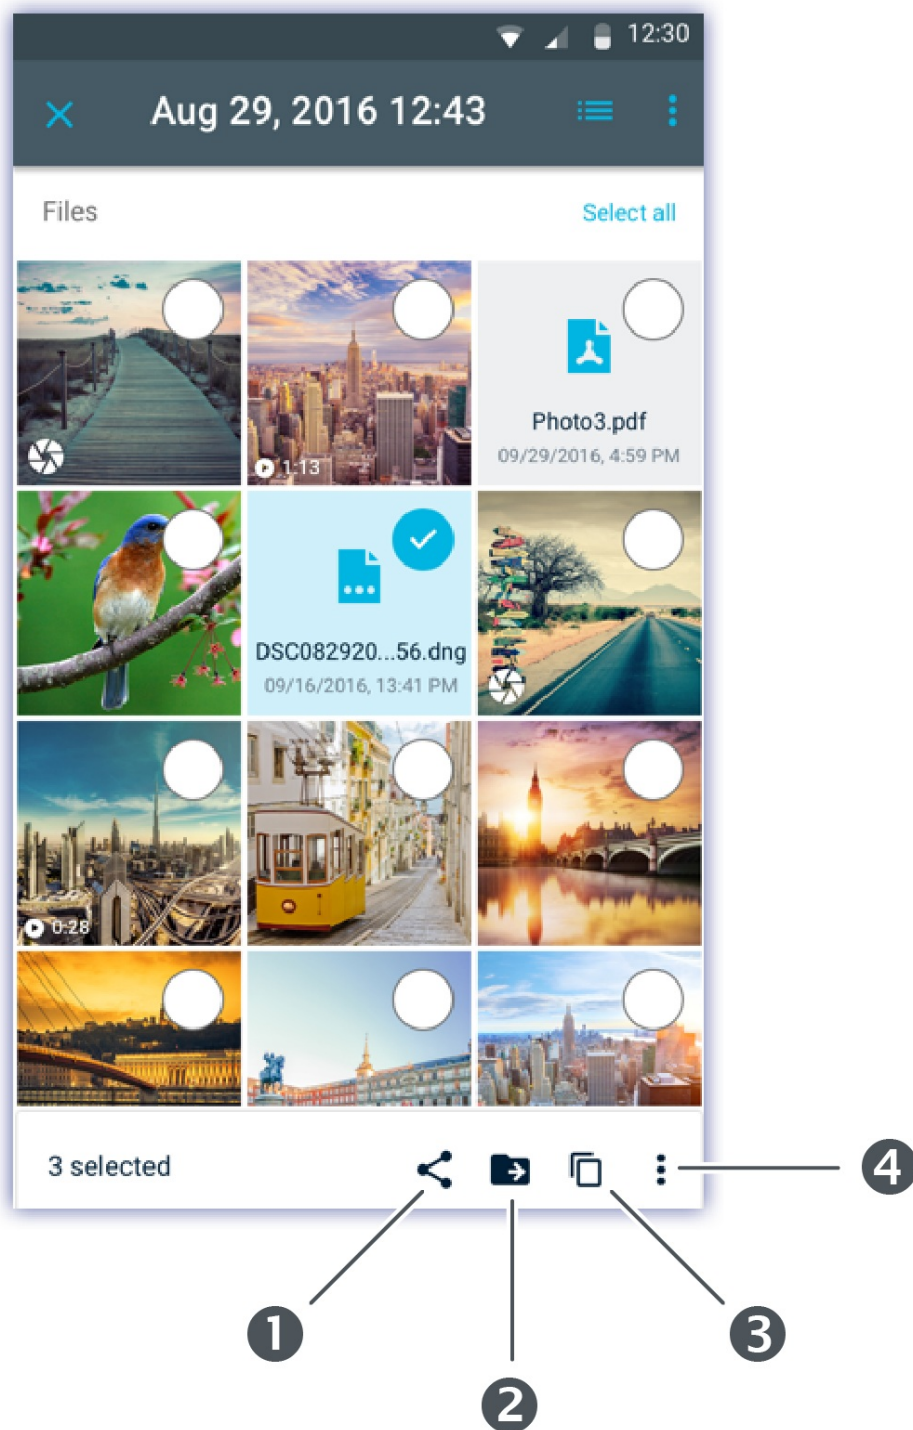 12:30
Aug 29, 2016 12:43
Files
Select all
1:13
Photo3.pdf
09/29/2016, 4:59 PM
DSC082920...56.dng
09/16/2016, 13:41 PM
0:28
3 selected
4
1
3
2